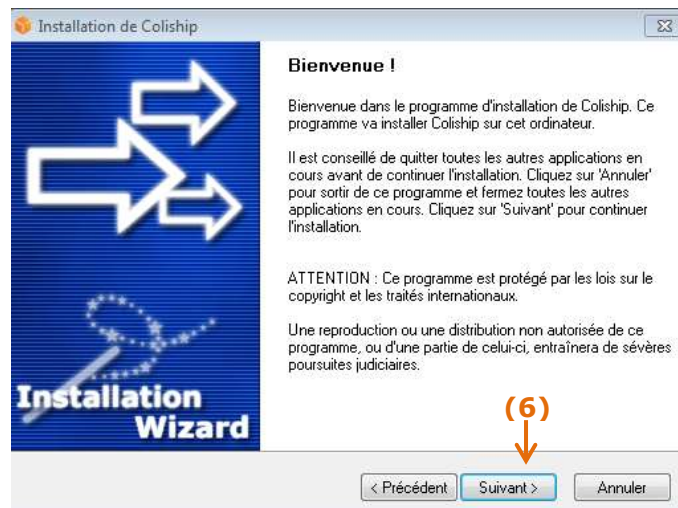 Installation de Coliship
Bienvenue !
Bienvenue dans le programme d'installation de Coliship. Ce
programme va installer Coliship sur cet ordinateur.
Il est conseillé de quitter toutes les autres applications en
cours avant de continuer l'installation. Cliquez sur 'Annuler'
pour sortir de ce programme et fermez toutes les autres
applications en cours. Cliquez sur 'Suivant' pour continuer
l'installation.
ATTENTION : Ce programme est protégé par les lois sur le
copyright et les traités internationaux.
Une reproduction ou une distribution non autorisée de ce
programme, ou d'une partie de celui-ci, entraînera de sévères
poursuites judiciaires.
Installation
Wizard
(6)
< Précédent Suivant > Annuler